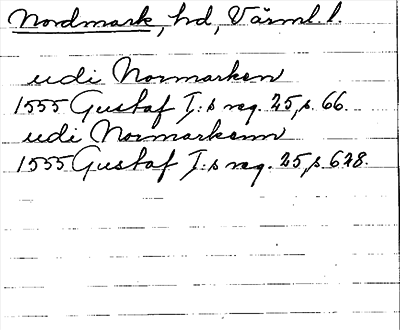 Nordmark, hd, Värml. l.
udi Normarken
1555 Gustaf I:s reg. 25, s. 66.
udi Normarkenn
1555 Gustaf I:s reg. 25, s. 628.